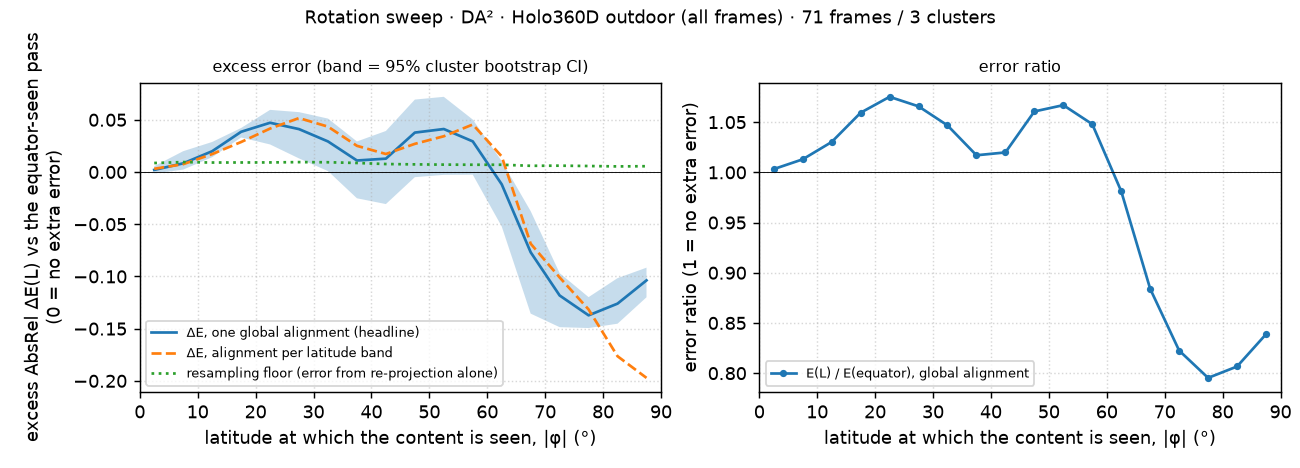 Rotation sweep · DA² · Holo360D outdoor (all frames) · 71 frames / 3 clusters
excess error (band = 95% cluster bootstrap CI)
excess AbsRel ΔE(L) vs the equator-seen pass
(0 = no extra error)
0.05
0.00
−0.05
−0.10
−0.15
−0.20
ΔE, one global alignment (headline)
ΔE, alignment per latitude band
resampling floor (error from re-projection alone)
0 10 20 30 40 50 60 70 80 90
latitude at which the content is seen, |φ| (°)
error ratio
error ratio (1 = no extra error)
1.05
1.00
0.95
0.90
0.85
0.80
E(L) / E(equator), global alignment
0 10 20 30 40 50 60 70 80 90
latitude at which the content is seen, |φ| (°)